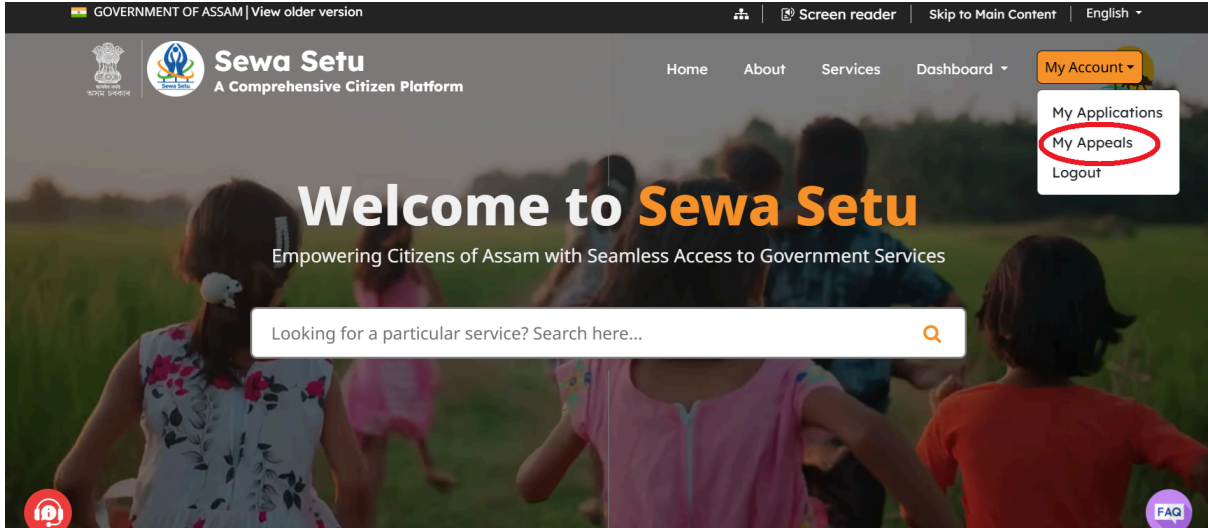 GOVERNMENT OF ASSAM | View older version
Screen reader
Skip to Main Content
English
অসম চৰকাৰ
Sewa Setu
Sewa Setu
A Comprehensive Citizen Platform
Home
About
Services
Dashboard
My Account
My Applications
My Appeals
Logout
Welcome to Sewa Setu
Empowering Citizens of Assam with Seamless Access to Government Services
Looking for a particular service? Search here...
FAQ